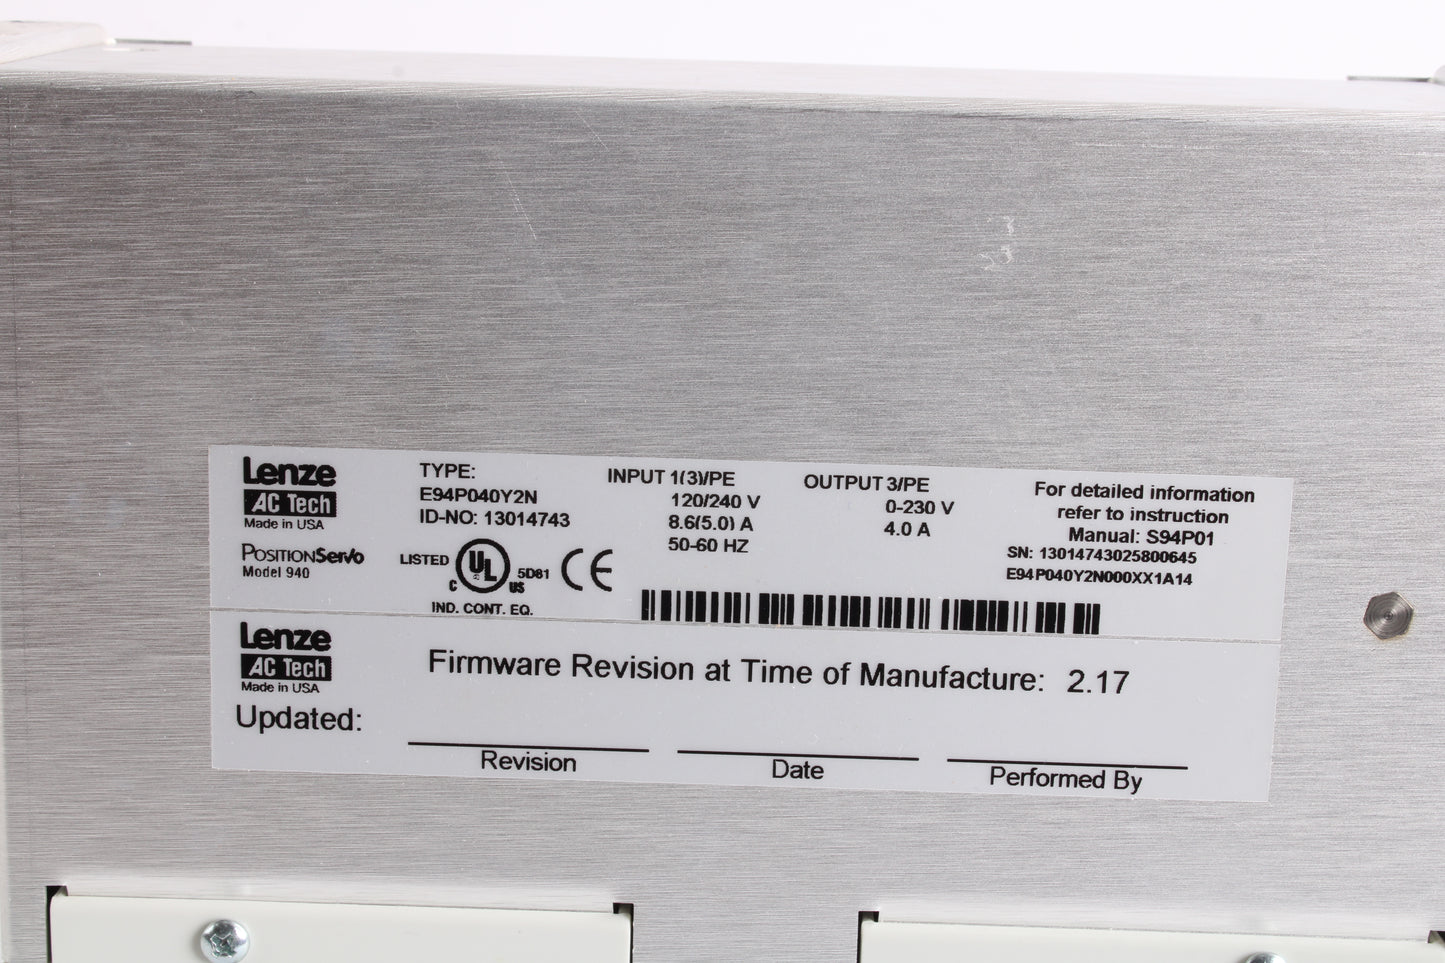 Lenze
AC Tech
Made in USA
POSITIONServo
Model 940
TYPE:
E94P040Y2N
ID-NO: 13014743
LISTED
C UL US
5D81
CE
IND. CONT. EQ.
INPUT 1(3)/PE
120/240 V
8.6(5.0) A
50-60 HZ
OUTPUT 3/PE
0-230 V
4.0 A
For detailed information
refer to instruction
Manual: S94P01
SN: 13014743025800645
E94P040Y2N000XX1A14
Lenze
AC Tech
Made in USA
Firmware Revision at Time of Manufacture: 2.17
Updated:
Revision
Date
Performed By